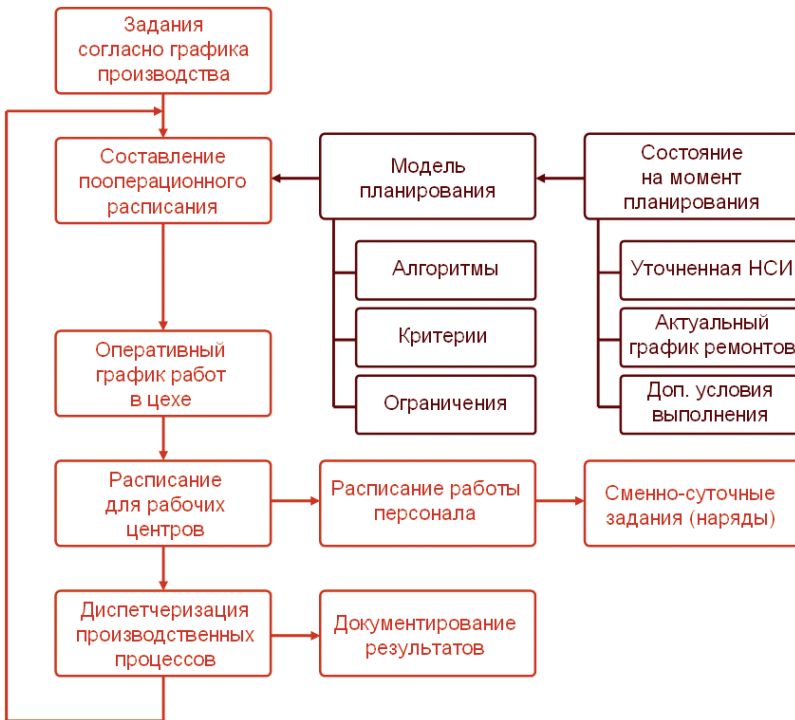 Задания
согласно графика
производства
Составление
пооперационного
расписания
Модель
планирования
Состояние
на момент
планирования
Алгоритмы
Уточненная НСИ
Критерии
Актуальный
график ремонтов
Оперативный
график работ
в цехе
Ограничения
Доп. условия
выполнения
Расписание
для рабочих
центров
Расписание работы
персонала
Сменно-суточные
задания (наряды)
Диспетчеризация
производственных
процессов
Документирование
результатов